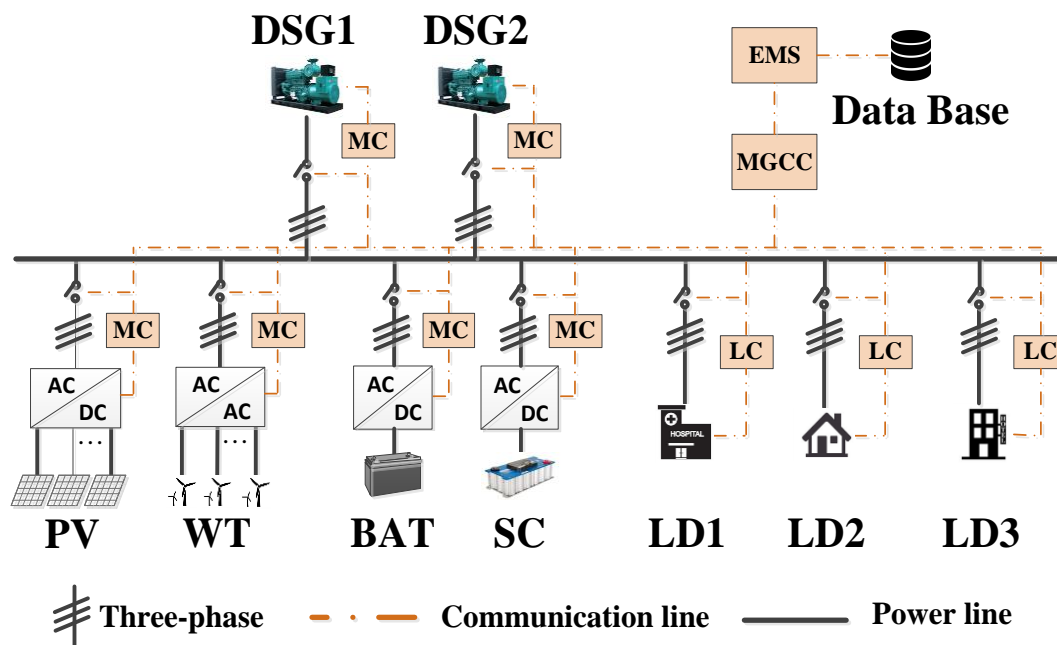 DSG1 DSG2
EMS
Data Base
MC MC
MGCC
MC MC MC MC
LC LC LC
AC AC AC AC
DC AC DC DC
... ...
HOSPITAL
PV WT BAT SC LD1 LD2 LD3
Three-phase Communication line Power line